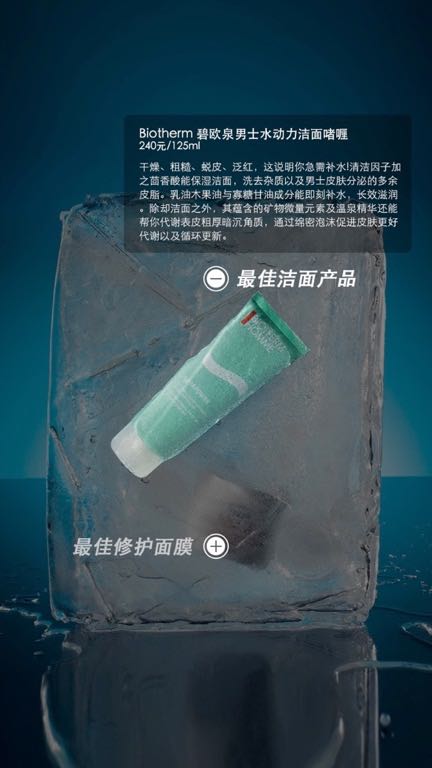 Biotherm 碧欧泉男士水动力洁面啫喱
240元/125ml
干燥、粗糙、蜕皮、泛红，这说明你急需补水!清洁因子加
之茴香酸能保湿洁面，洗去杂质以及男士皮肤分泌的多余
皮脂。乳油木果油与寡糖甘油成分能即刻补水，长效滋润
。除却洁面之外，其蕴含的矿物微量元素及温泉精华还能
帮你代谢表皮粗厚暗沉角质，通过绵密泡沫促进皮肤更好
代谢以及循环更新。
最佳洁面产品
BIOTHERM
HOMME
最佳修护面膜